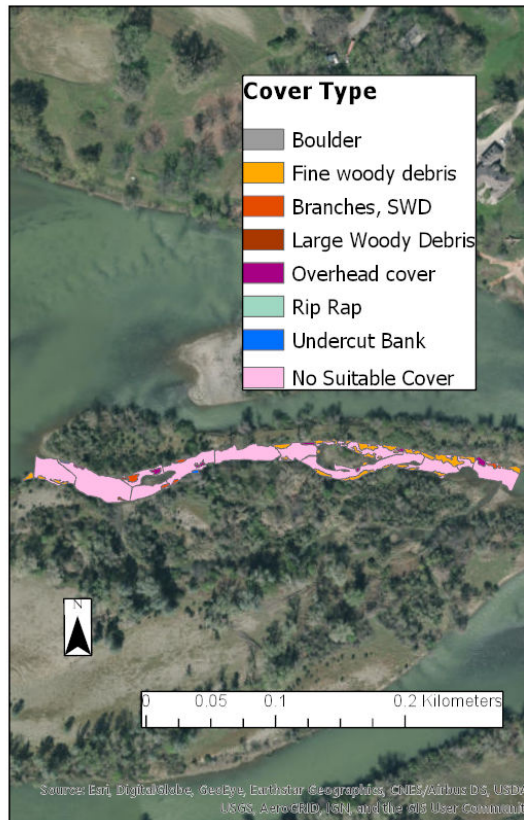 Cover Type
Boulder
Fine woody debris
Branches, SWD
Large Woody Debris
Overhead cover
Rip Rap
Undercut Bank
No Suitable Cover
N
0 0.05 0.1 0.2 Kilometers
Source: Esri, DigitalGlobe, GeoEye, Earthstar Geographics, CNES/Airbus DS, USDA
USGS, AeroGRID, IGN, and the GIS User Communit